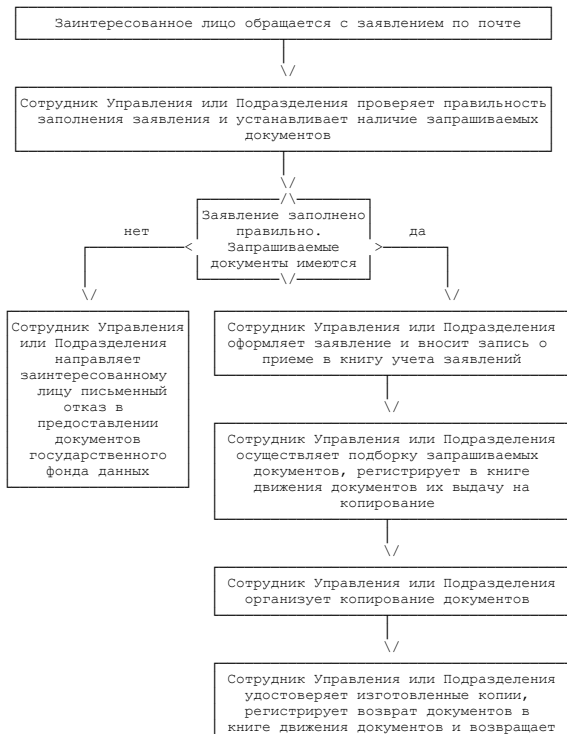 Заинтересованное лицо обращается с заявлением по почте
Сотрудник Управления или Подразделения проверяет правильность
заполнения заявления и устанавливает наличие запрашиваемых
документов
Заявление заполнено
правильно.
Запрашиваемые
документы имеются
нет
да
Сотрудник Управления
или Подразделения
направляет
заинтересованному
лицу письменный
отказ в
предоставлении
документов
государственного
фонда данных
Сотрудник Управления или Подразделения
оформляет заявление и вносит запись о
приеме в книгу учета заявлений
Сотрудник Управления или Подразделения
осуществляет подборку запрашиваемых
документов, регистрирует в книге
движения документов их выдачу на
копирование
Сотрудник Управления или Подразделения
организует копирование документов
Сотрудник Управления или Подразделения
удостоверяет изготовленные копии,
регистрирует возврат документов в
книге движения документов и возвращает